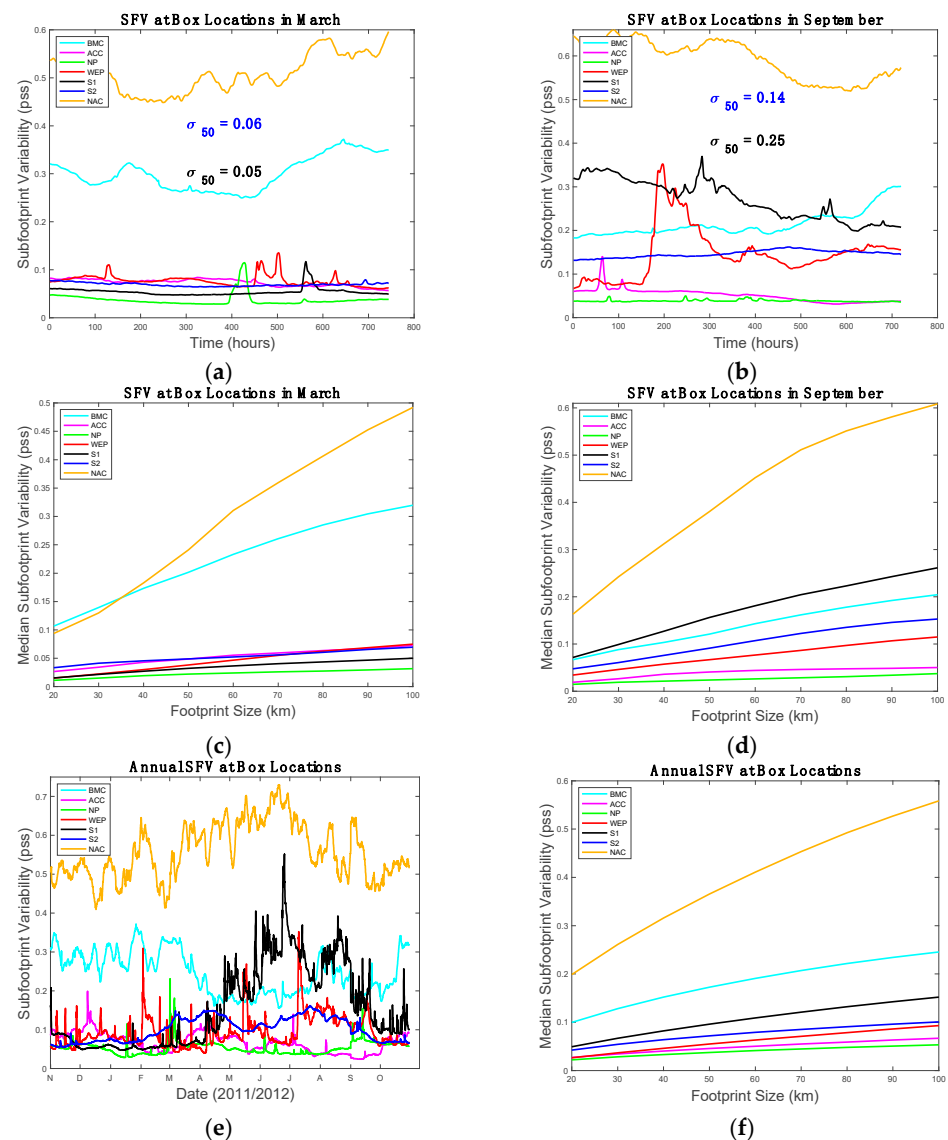 SFV atBox Locations in March
Subfootprint Variability (pss)
0.6
0.5
0.4
0.3
0.2
0.1
0
BMC
ACC
NP
WEP
S1
S2
NAC
σ 50 = 0.06
σ 50 = 0.05
0 100 200 300 400 500 600 700 800
Time (hours)
(a)
SFV atBox Locations in September
Subfootprint Variability (pss)
0.6
0.5
0.4
0.3
0.2
0.1
0
BMC
ACC
NP
WEP
S1
S2
NAC
σ 50 = 0.14
σ 50 = 0.25
0 100 200 300 400 500 600 700 800
Time (hours)
(b)
SFV atBox Locations in March
Median Subfootprint Variability (pss)
0.5
0.45
0.4
0.35
0.3
0.25
0.2
0.15
0.1
0.05
0
BMC
ACC
NP
WEP
S1
S2
NAC
20 30 40 50 60 70 80 90 100
Footprint Size (km)
(c)
SFV atBox Locations in September
Median Subfootprint Variability (pss)
0.6
0.5
0.4
0.3
0.2
0.1
0
BMC
ACC
NP
WEP
S1
S2
NAC
20 30 40 50 60 70 80 90 100
Footprint Size (km)
(d)
AnnualSFV atBox Locations
Subfootprint Variability (pss)
0.7
0.6
0.5
0.4
0.3
0.2
0.1
0
BMC
ACC
NP
WEP
S1
S2
NAC
N D J F M A M J J A S O
Date (2011/2012)
(e)
AnnualSFV atBox Locations
Median Subfootprint Variability (pss)
0.6
0.5
0.4
0.3
0.2
0.1
0
BMC
ACC
NP
WEP
S1
S2
NAC
20 30 40 50 60 70 80 90 100
Footprint Size (km)
(f)